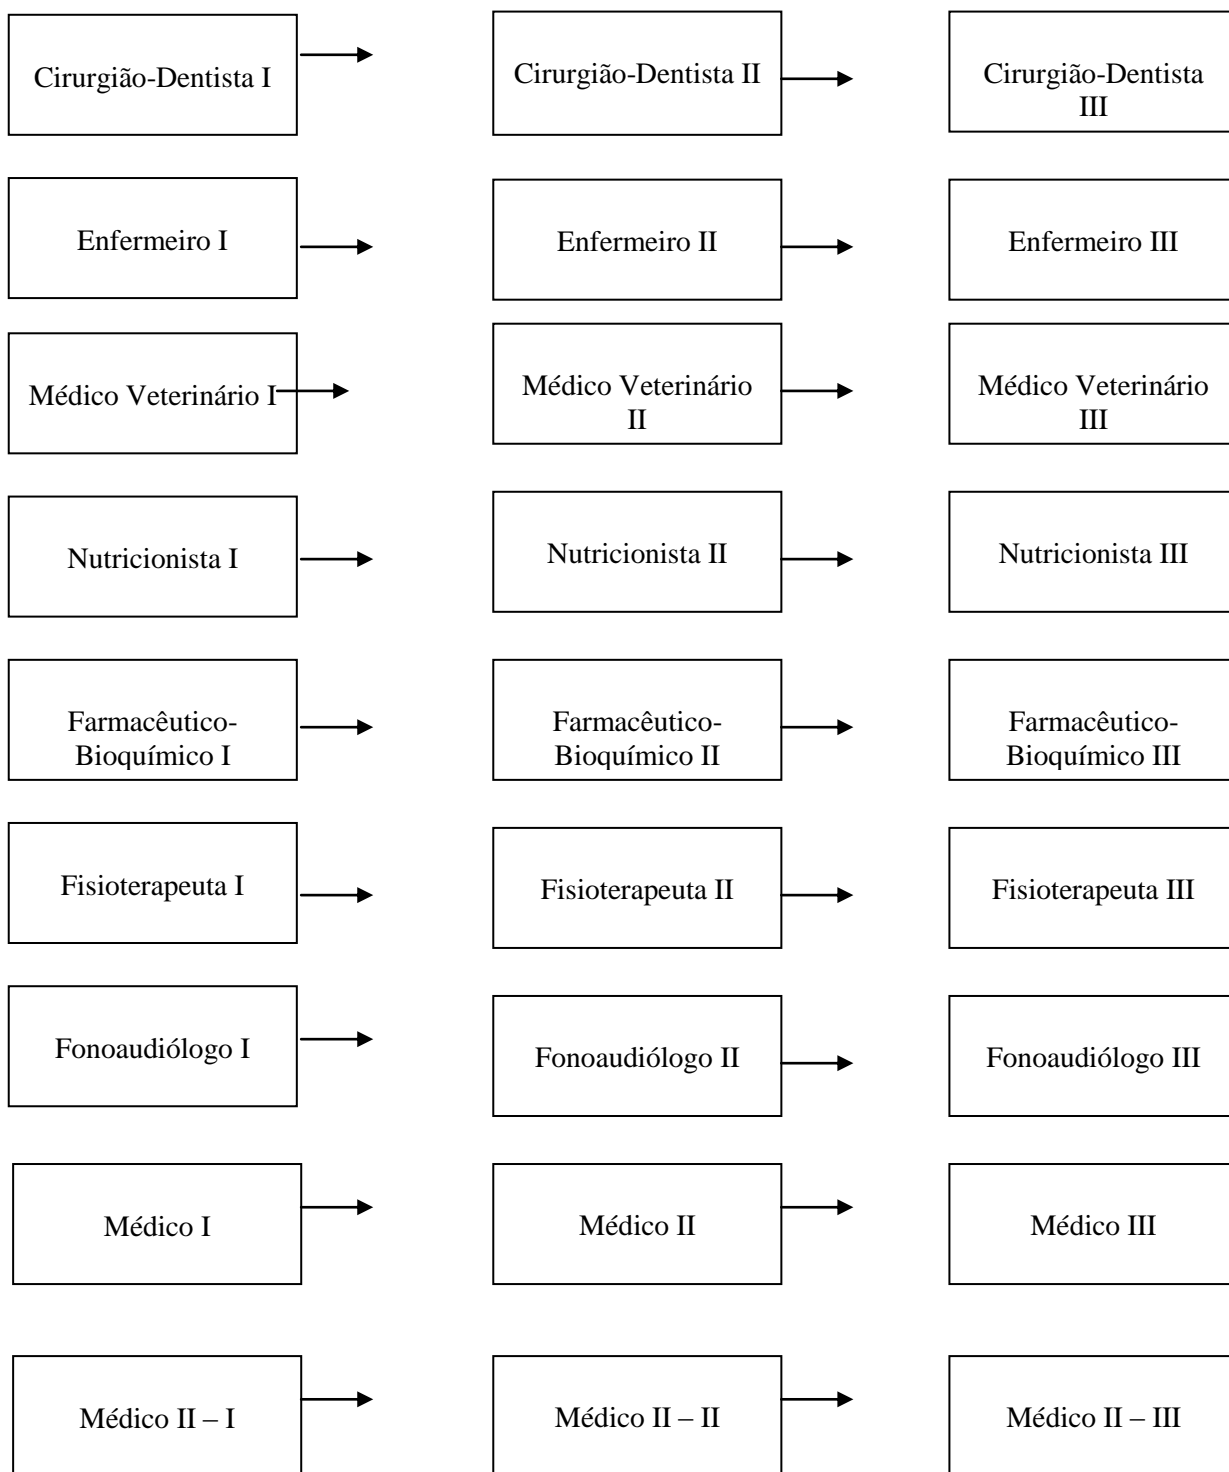 Cirurgião-Dentista I
Cirurgião-Dentista II
Cirurgião-Dentista
III
Enfermeiro I
Enfermeiro II
Enfermeiro III
Médico Veterinário I
Médico Veterinário
II
Médico Veterinário
III
Nutricionista I
Nutricionista II
Nutricionista III
Farmacêutico-
Bioquímico I
Farmacêutico-
Bioquímico II
Farmacêutico-
Bioquímico III
Fisioterapeuta I
Fisioterapeuta II
Fisioterapeuta III
Fonoaudiólogo I
Fonoaudiólogo II
Fonoaudiólogo III
Médico I
Médico II
Médico III
Médico II – I
Médico II – II
Médico II – III